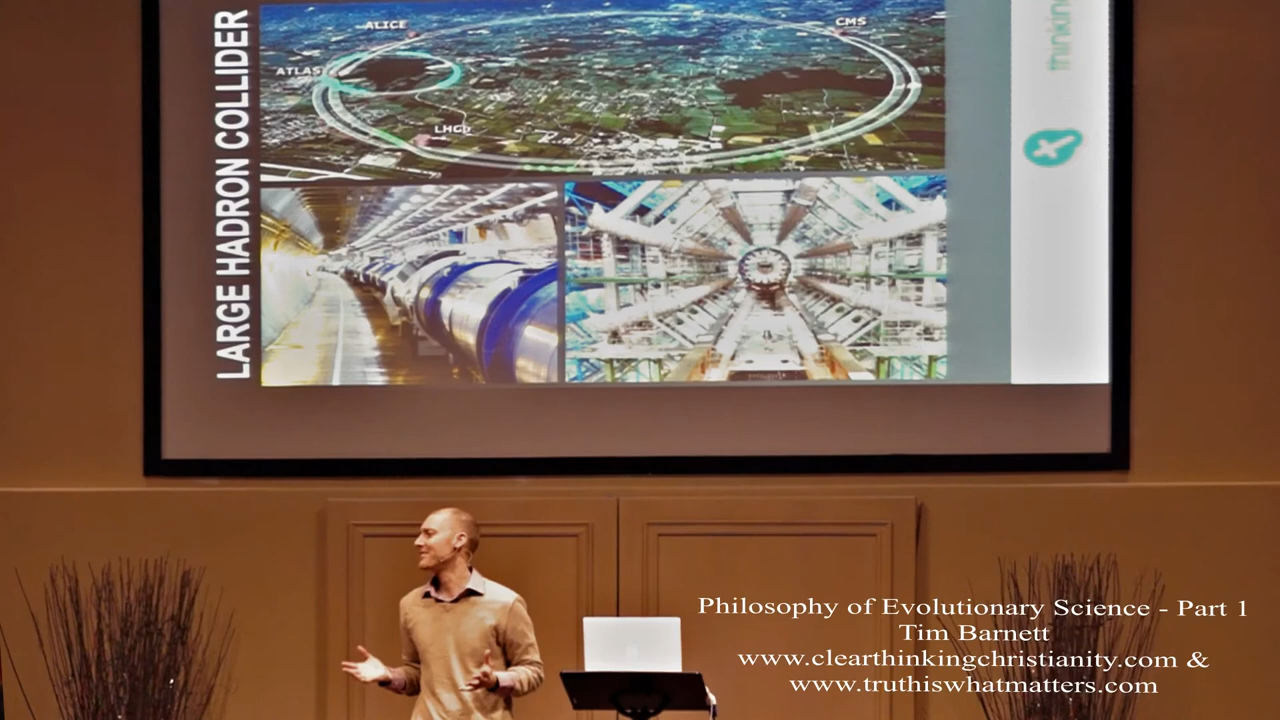 LARGE HADRON COLLIDER
ALICE
CMS
ATLAS
LHCb
thinkin
Philosophy of Evolutionary Science - Part 1
Tim Barnett
www.clearthinkingchristianity.com &
www.truthiswhatmatters.com